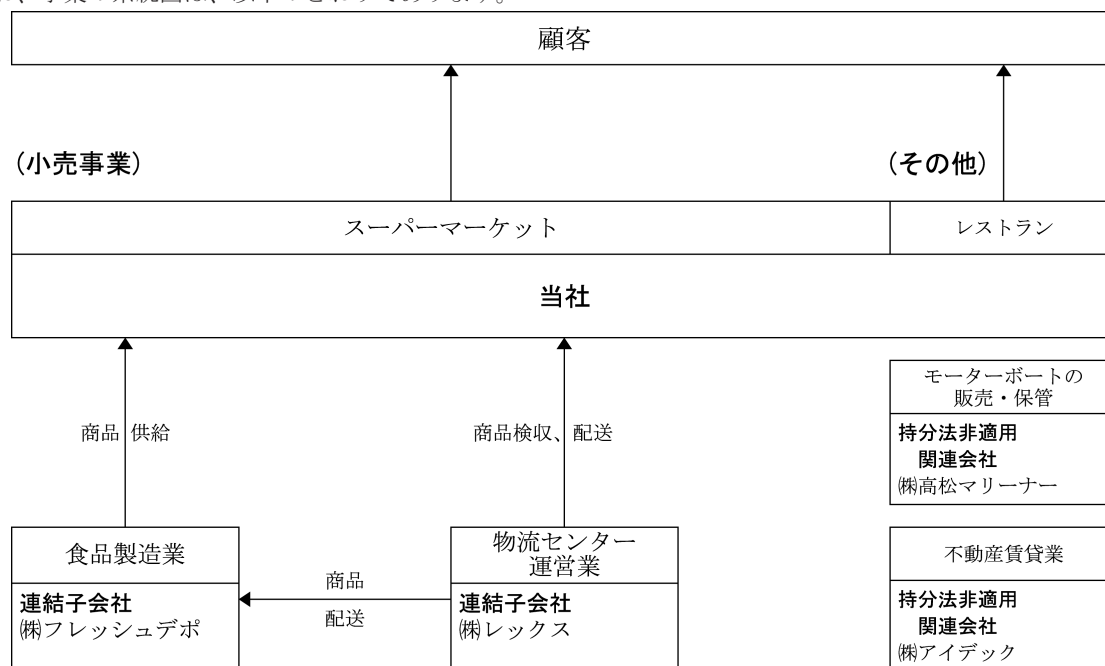 顧客
(小売事業)
(その他)
スーパーマーケット
レストラン
当社
商品 供給
商品検収、配送
モーターボートの
販売・保管
持分法非適用
関連会社
㈱高松マリーナー
食品製造業
連結子会社
㈱フレッシュデポ
商品
配送
物流センター
運営業
連結子会社
㈱レックス
不動産賃貸業
持分法非適用
関連会社
㈱アイデック